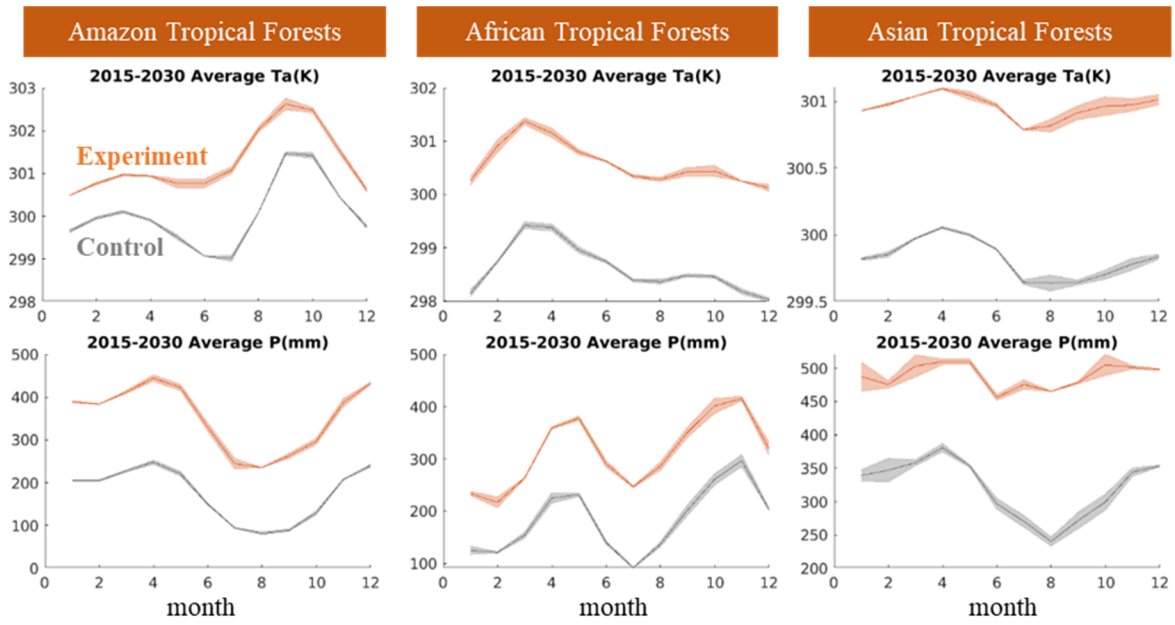 Amazon Tropical Forests
African Tropical Forests
Asian Tropical Forests
2015-2030 Average Ta(K)
2015-2030 Average Ta(K)
2015-2030 Average Ta(K)
303
302
301
300
299
298
Experiment
Control
0 2 4 6 8 10 12
302
301
300
299
298
0 2 4 6 8 10 12
301
300.5
300
299.5
0 2 4 6 8 10 12
2015-2030 Average P(mm)
2015-2030 Average P(mm)
2015-2030 Average P(mm)
500
400
300
200
100
0
0 2 4 6 8 10 12
month
500
400
300
200
100
0 2 4 6 8 10 12
month
500
450
400
350
300
250
200
0 2 4 6 8 10 12
month